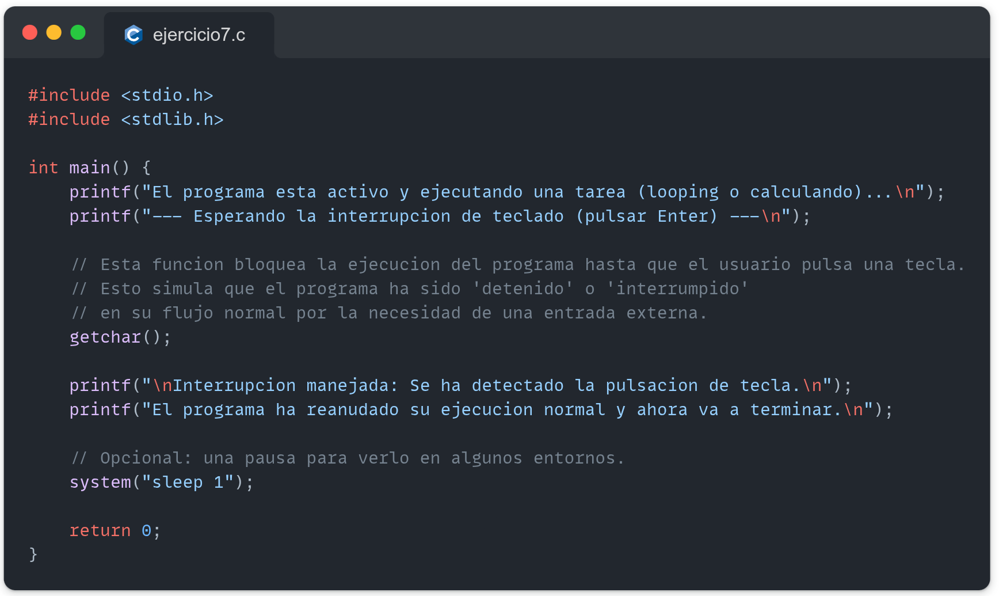 ejercicio7.c
#include <stdio.h>
#include <stdlib.h>
int main() {
    printf("El programa esta activo y ejecutando una tarea (looping o calculando)...\n");
    printf("--- Esperando la interrupcion de teclado (pulsar Enter) ---\n");
    // Esta funcion bloquea la ejecucion del programa hasta que el usuario pulsa una tecla.
    // Esto simula que el programa ha sido 'detenido' o 'interrumpido'
    // en su flujo normal por la necesidad de una entrada externa.
    getchar();
    printf("\nInterrupcion manejada: Se ha detectado la pulsacion de tecla.\n");
    printf("El programa ha reanudado su ejecucion normal y ahora va a terminar.\n");
    // Opcional: una pausa para verlo en algunos entornos.
    system("sleep 1");
    return 0;
}